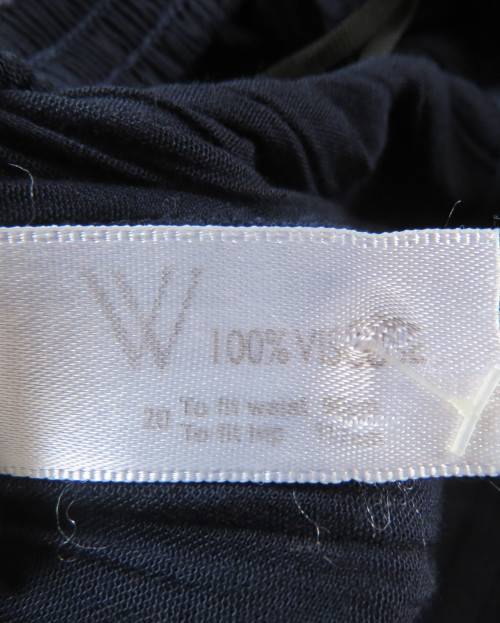 W 100% VISCOSE
20 To fit waist
To fit hip